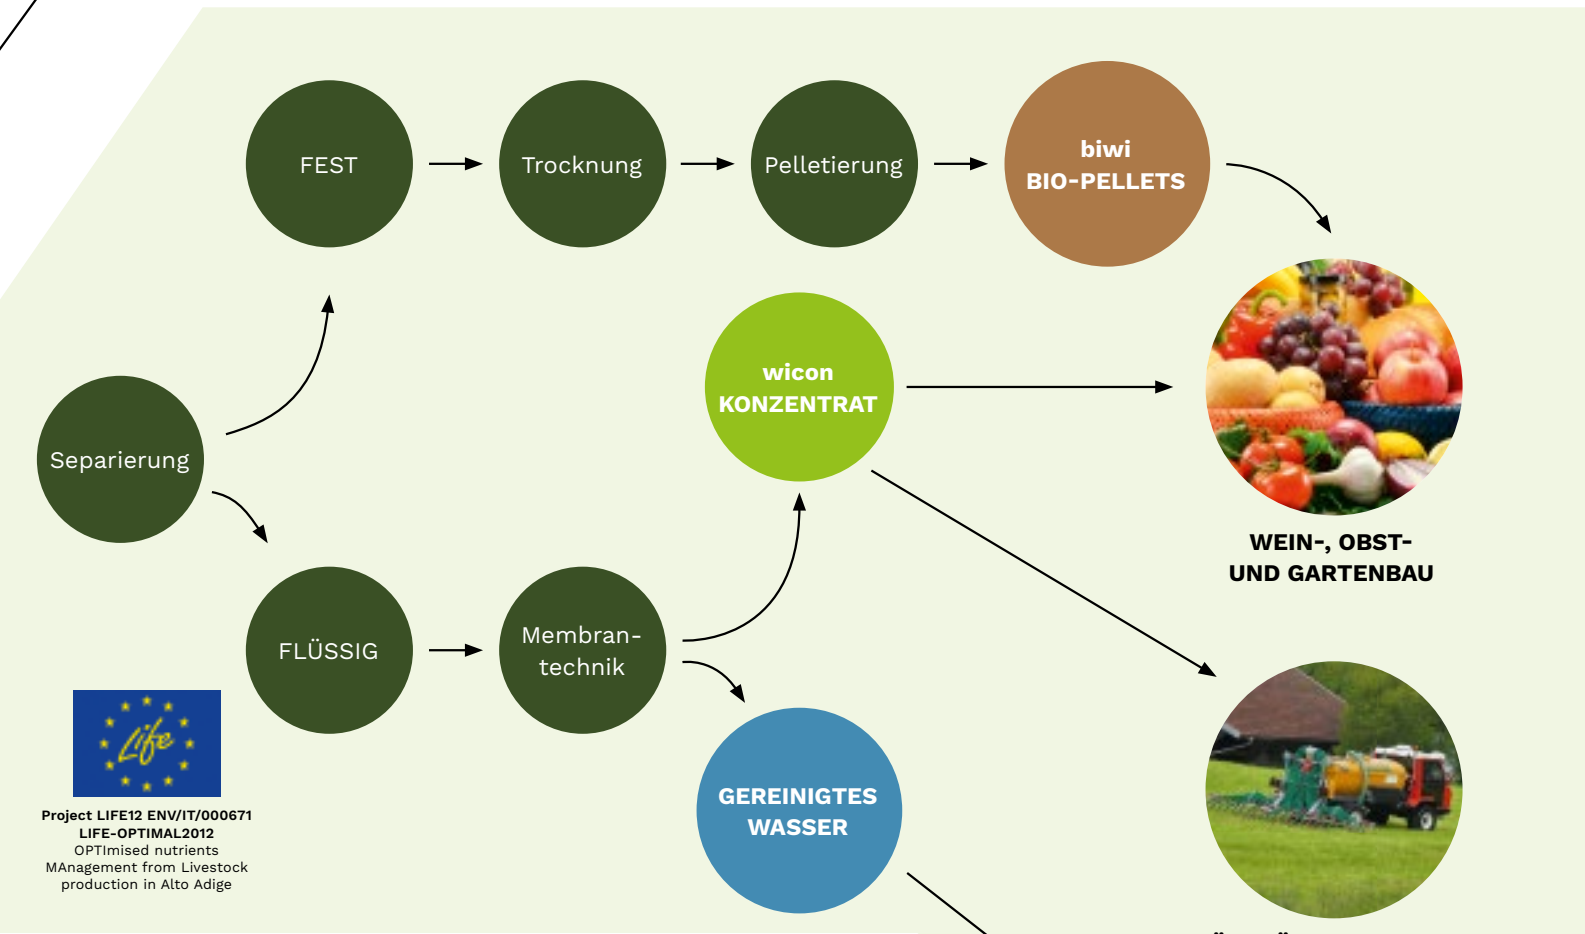 FEST
Trocknung
Pelletierung
biwi
BIO-PELLETS
wicon
KONZENTRAT
Separierung
WEIN-, OBST-
UND GARTENBAU
FLÜSSIG
Membran-
technik
Life
GEREINIGTES
WASSER
Project LIFE12 ENV/IT/000671
LIFE-OPTIMAL2012
OPTImised nutrients
MAnagement from Livestock
production in Alto Adige